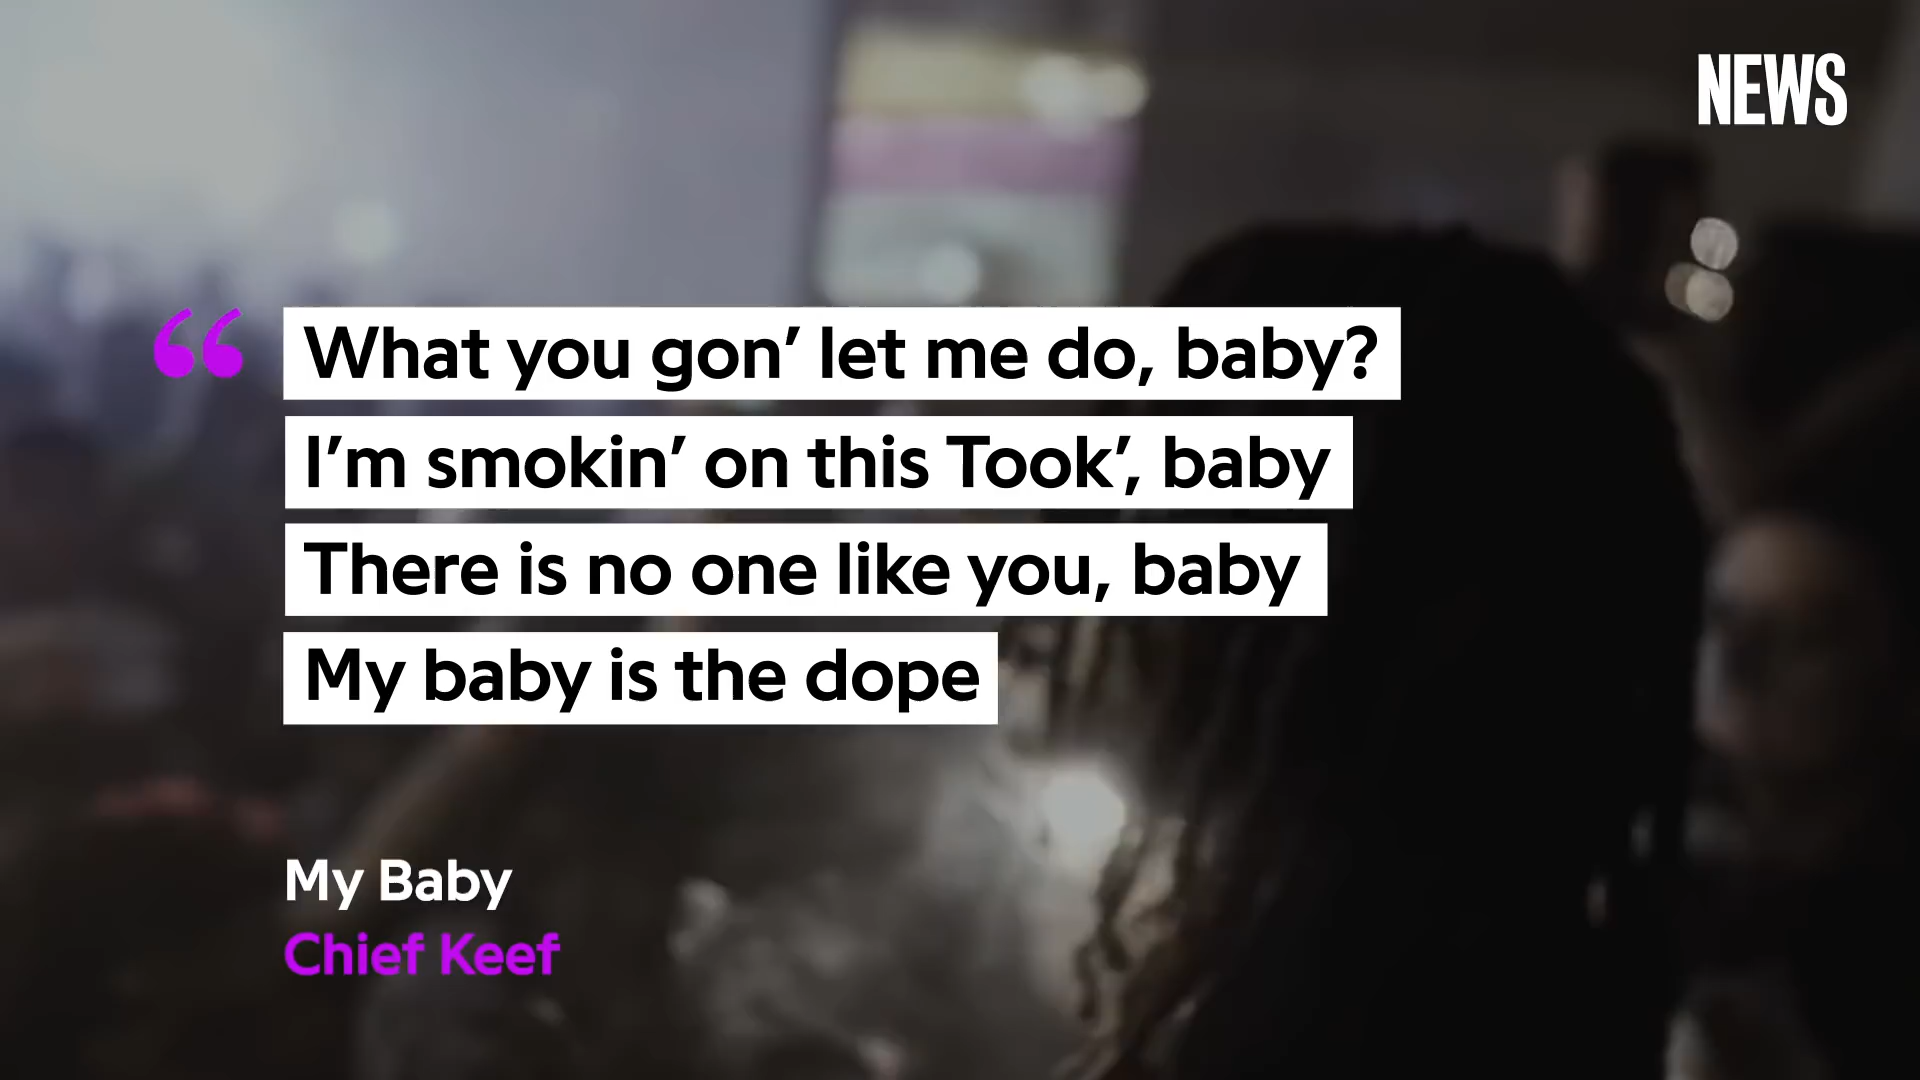 NEWS
“ What you gon’ let me do, baby?
I’m smokin’ on this Took’, baby
There is no one like you, baby
My baby is the dope
My Baby
Chief Keef